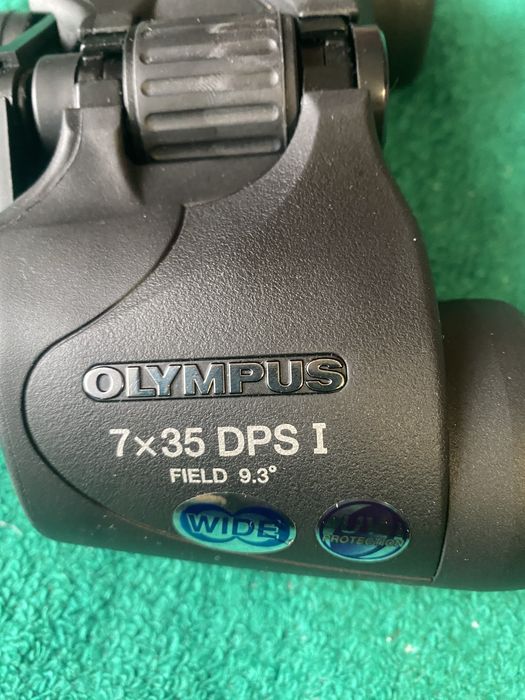 OLYMPUS
7×35 DPS I
FIELD 9.3°
WIDE
PROTECTION